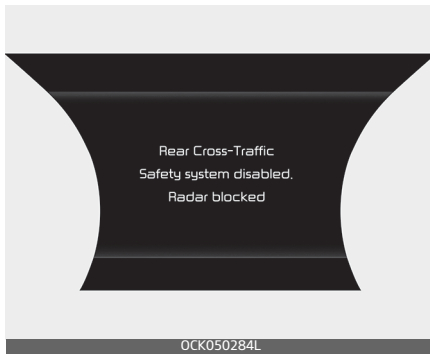 Rear Cross-Traffic
Safety system disabled.
Radar blocked
OCK050284L